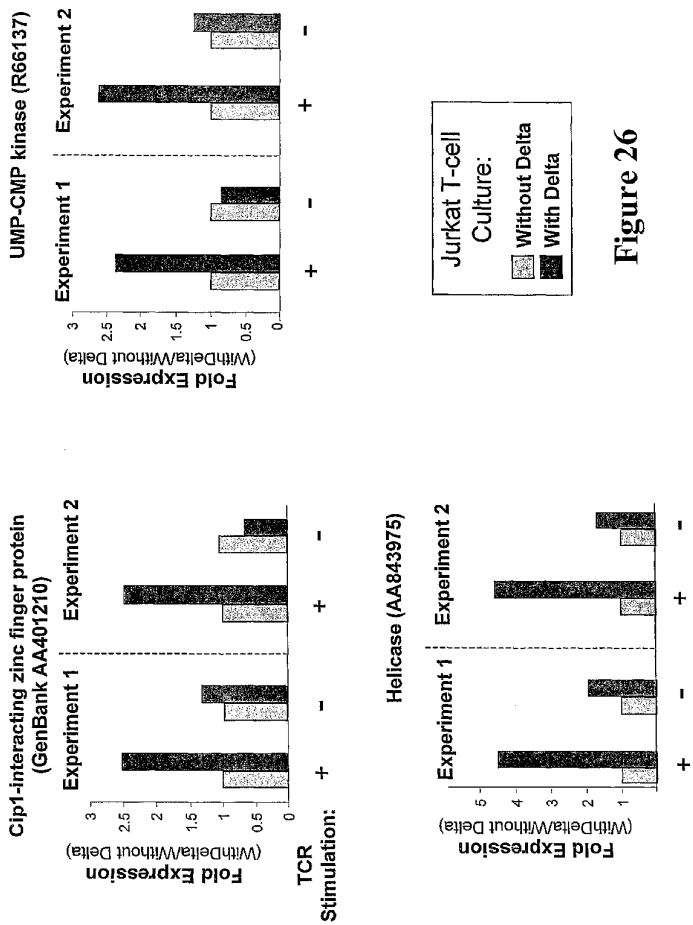 Cip1-interacting zinc finger protein
(GenBank AA401210)
Experiment 1
Experiment 2
Fold Expression
(WithDelta/Without Delta)
3
2.5
2
1.5
1
0.5
0
+
-
+
-
TCR
Stimulation:
UMP-CMP kinase (R66137)
Experiment 1
Experiment 2
Fold Expression
(WithDelta/Without Delta)
3
2.5
2
1.5
1
0.5
0
+
-
+
-
Helicase (AA843975)
Experiment 1
Experiment 2
Fold Expression
(WithDelta/Without Delta)
5
4
3
2
1
+
-
+
-
Jurkat T-cell
Culture:
Without Delta
With Delta
Figure 26